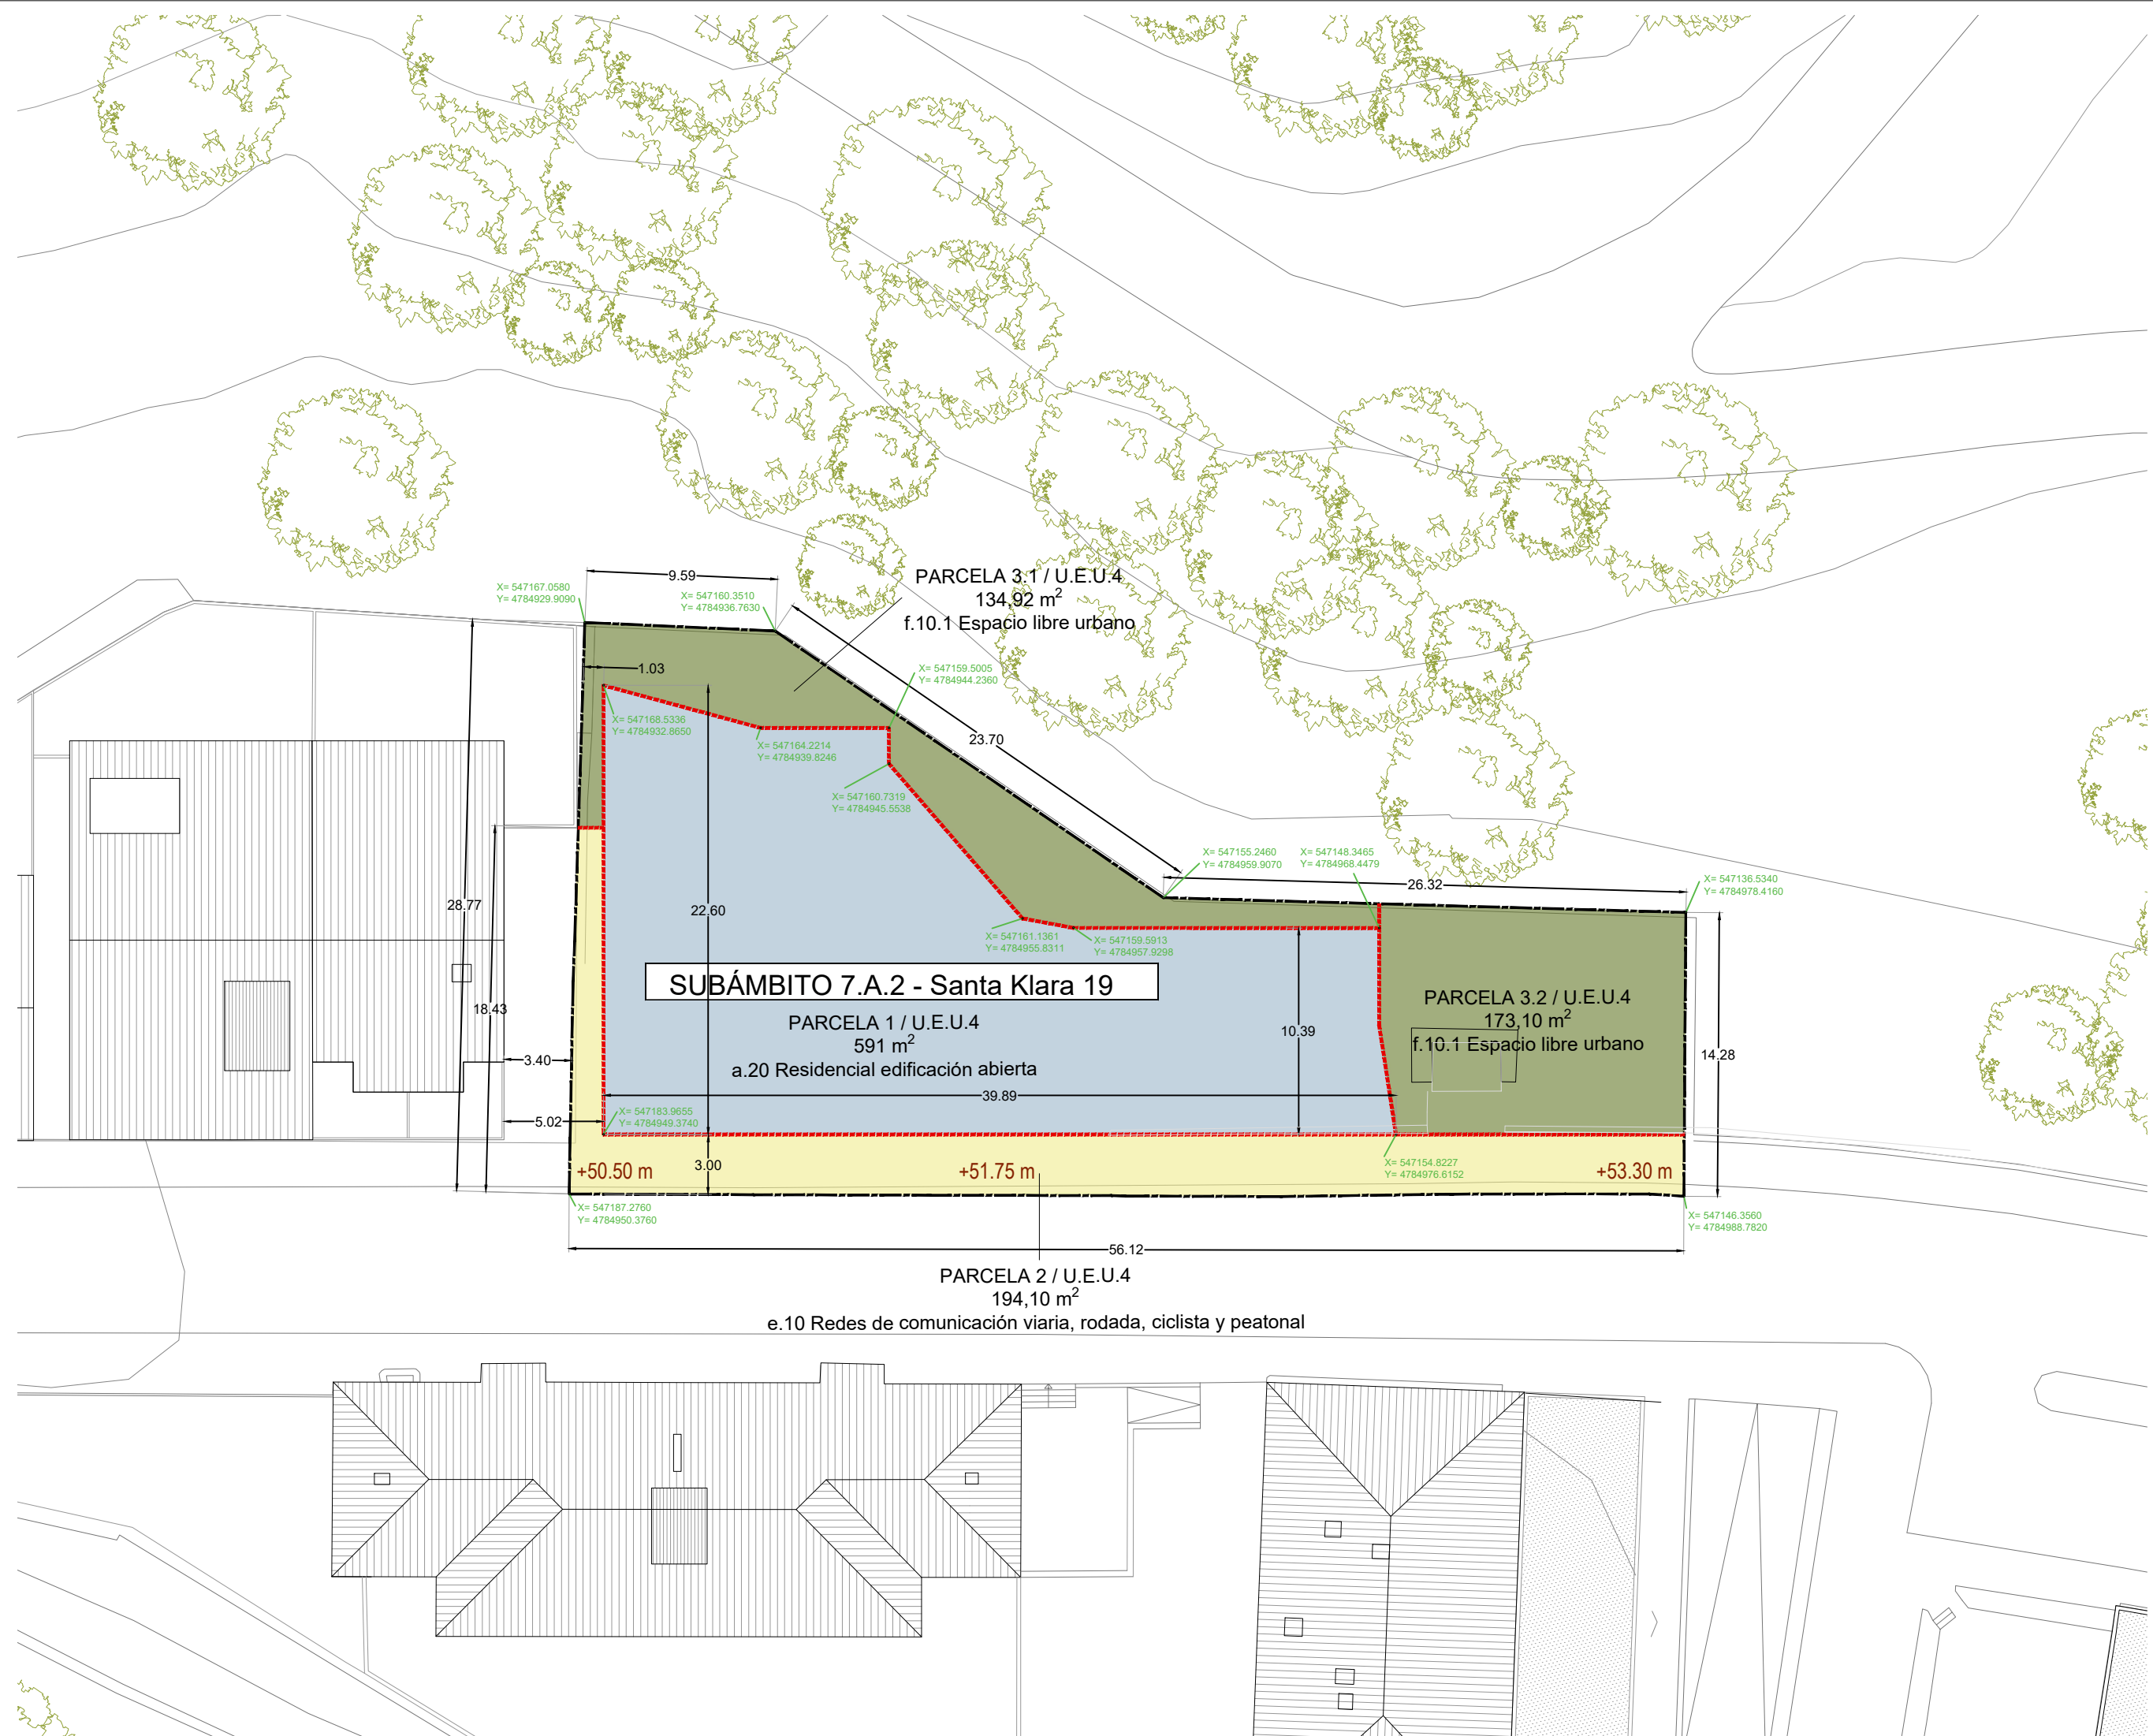 PARCELA 3.1 / U.E.U.4
134,92 m²
f.10.1 Espacio libre urbano
9.59
X= 547167.0580
Y= 4784929.9090
X= 547160.3510
Y= 4784936.7630
1.03
X= 547159.5005
Y= 4784944.2360
X= 547168.5336
Y= 4784932.8650
X= 547164.2214
Y= 4784939.8246
23.70
X= 547160.7319
Y= 4784945.5538
X= 547155.2460
Y= 4784959.9070
X= 547148.3465
Y= 4784968.4479
26.32
X= 547136.5340
Y= 4784978.4160
28.77
22.60
X= 547161.1361
Y= 4784955.8311
X= 547159.5913
Y= 4784957.9298
SUBÁMBITO 7.A.2 - Santa Klara 19
18.43
PARCELA 1 / U.E.U.4
591 m²
a.20 Residencial edificación abierta
10.39
PARCELA 3.2 / U.E.U.4
173,10 m²
f.10.1 Espacio libre urbano
14.28
3.40
39.89
5.02
X= 547183.9655
Y= 4784949.3740
3.00
+50.50 m
+51.75 m
+53.30 m
X= 547154.8227
Y= 4784976.6152
X= 547187.2760
Y= 4784950.3760
X= 547146.3560
Y= 4784988.7820
56.12
PARCELA 2 / U.E.U.4
194,10 m²
e.10 Redes de comunicación viaria, rodada, ciclista y peatonal